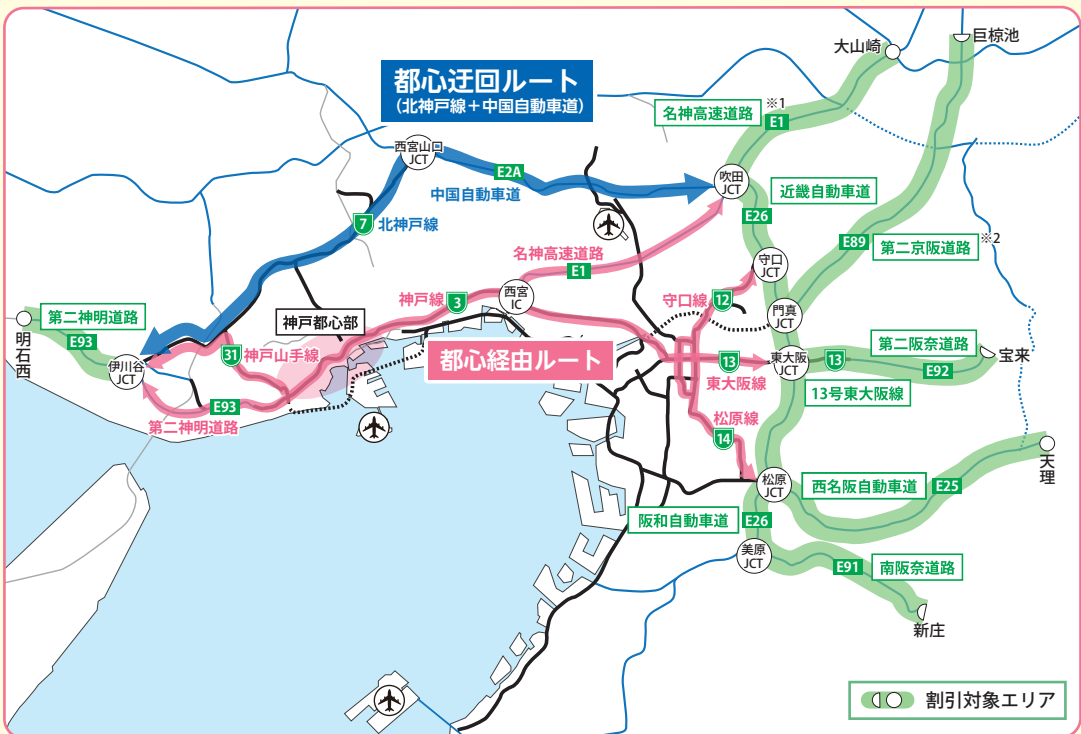 都心迂回ルート
（北神戸線＋中国自動車道）
大山崎
巨椋池
名神高速道路
※1
E1
西宮山口
JCT
E2A
中国自動車道
吹田
JCT
近畿自動車道
E26
7
北神戸線
E89
第二京阪道路
※2
名神高速道路
E1
守口
JCT
西宮
IC
神戸線
3
守口線
12
門真
JCT
第二神明道路
E93
明石西
神戸都心部
伊川谷
JCT
31
神戸山手線
都心経由ルート
13
東大阪線
東大阪
JCT
13
第二阪奈道路
E92
宝来
13号東大阪線
E93
第二神明道路
松原線
14
天理
松原
JCT
西名阪自動車道
E25
阪和自動車道
E26
美原
JCT
E91
南阪奈道路
新庄
割引対象エリア